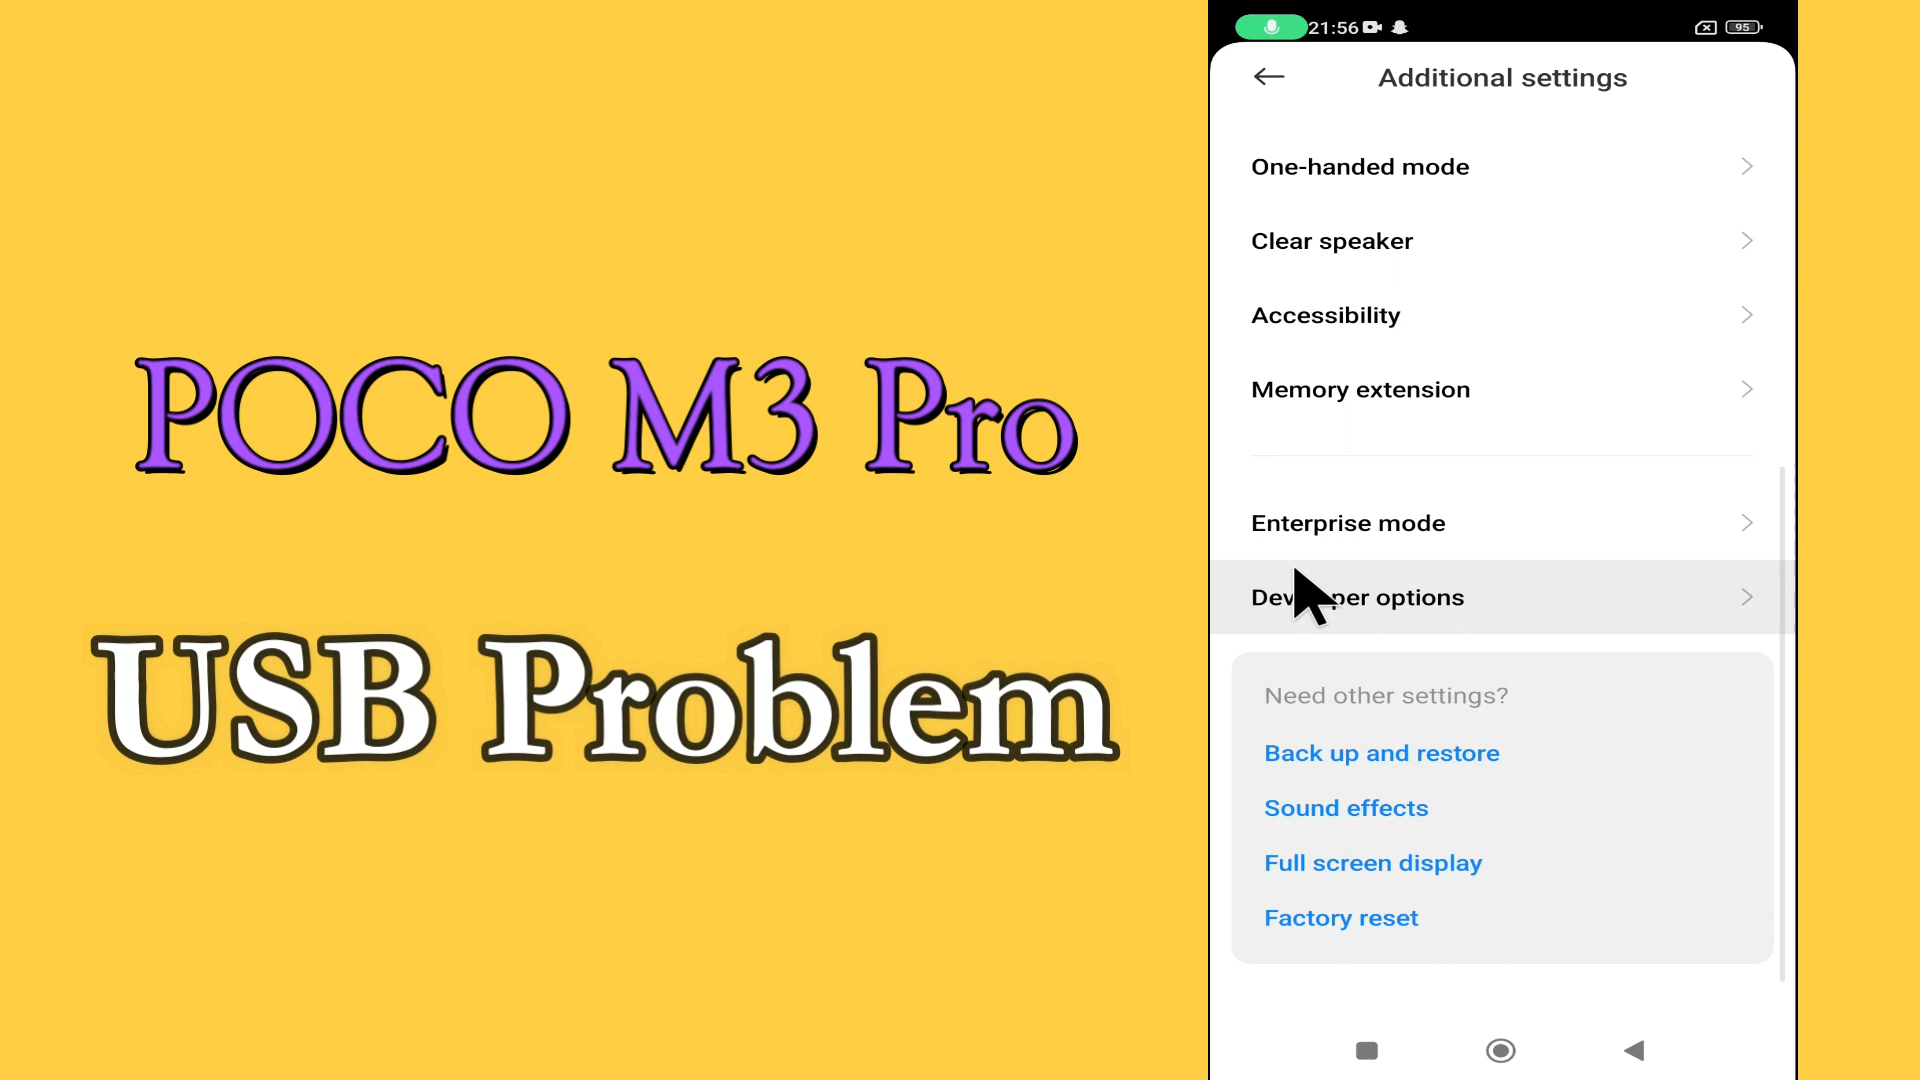 POCO M3 Pro
USB Problem
21:56
95
Additional settings
One-handed mode
Clear speaker
Accessibility
Memory extension
Enterprise mode
Developer options
Need other settings?
Back up and restore
Sound effects
Full screen display
Factory reset